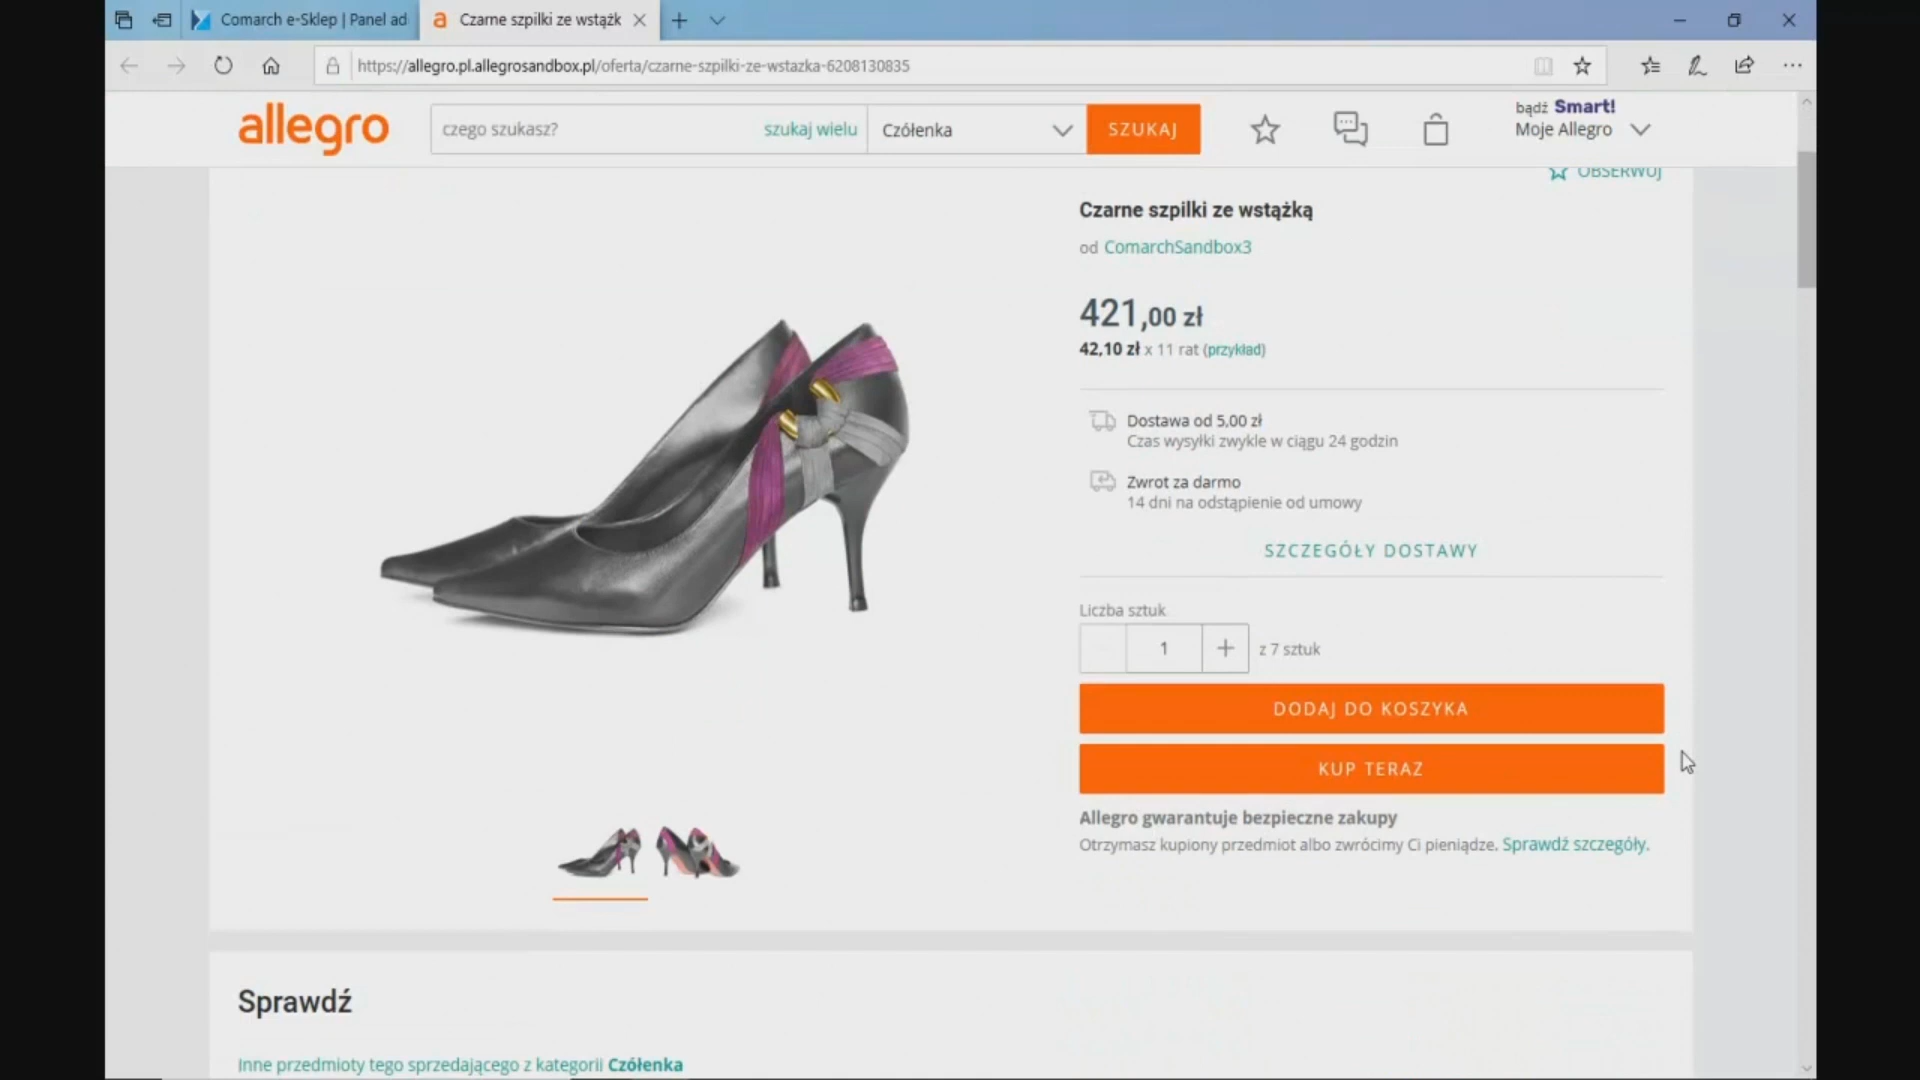 Comarch e-Sklep | Panel ad
Czarne szpilki ze wstążk
https://allegro.pl.allegrosandbox.pl/oferta/czarne-szpilki-ze-wstazka-6208130835
allegro
czego szukasz?
szukaj wielu
Czółenka
SZUKAJ
bądź Smart!
Moje Allegro
OBSERWUJ
Czarne szpilki ze wstążką
od ComarchSandbox3
421,00 zł
42,10 zł x 11 rat (przykład)
Dostawa od 5,00 zł
Czas wysyłki zwykle w ciągu 24 godzin
Zwrot za darmo
14 dni na odstąpienie od umowy
SZCZEGÓŁY DOSTAWY
Liczba sztuk
1
z 7 sztuk
DODAJ DO KOSZYKA
KUP TERAZ
Allegro gwarantuje bezpieczne zakupy
Otrzymasz kupiony przedmiot albo zwrócimy Ci pieniądze. Sprawdź szczegóły.
Sprawdź
Inne przedmioty tego sprzedającego z kategorii Czółenka